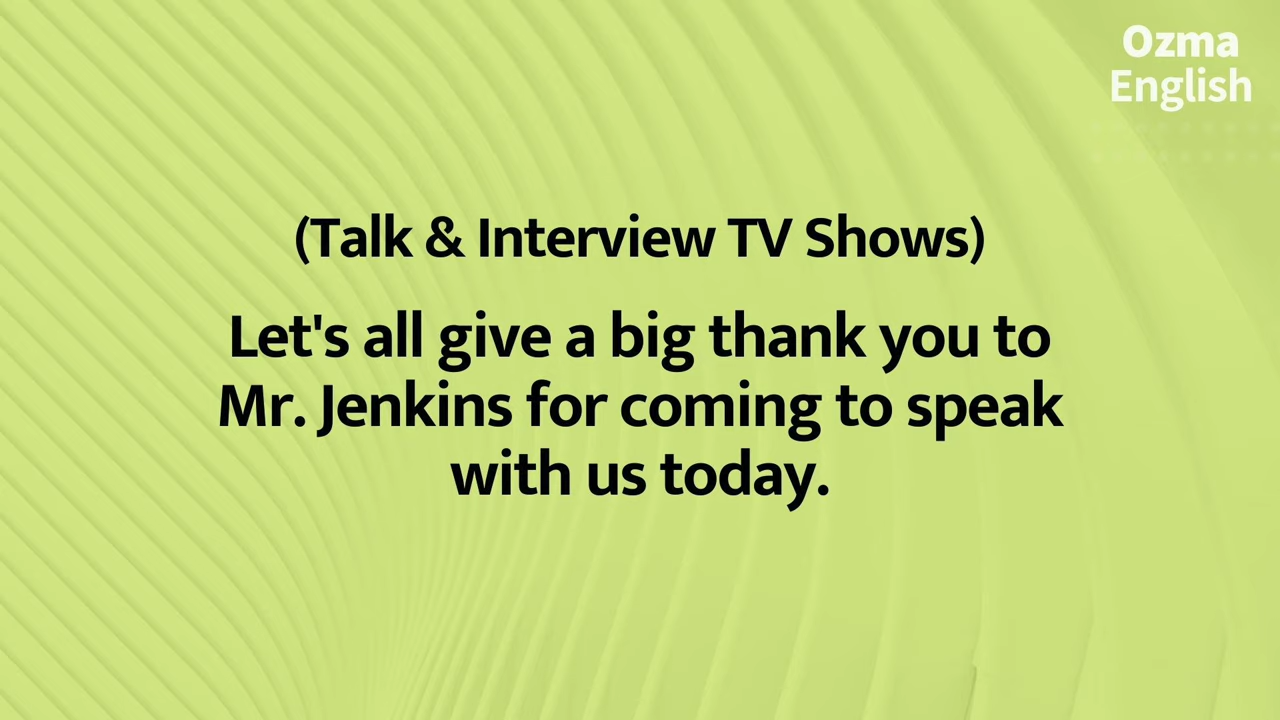 Ozma
English
(Talk & Interview TV Shows)
Let's all give a big thank you to
Mr. Jenkins for coming to speak
with us today.